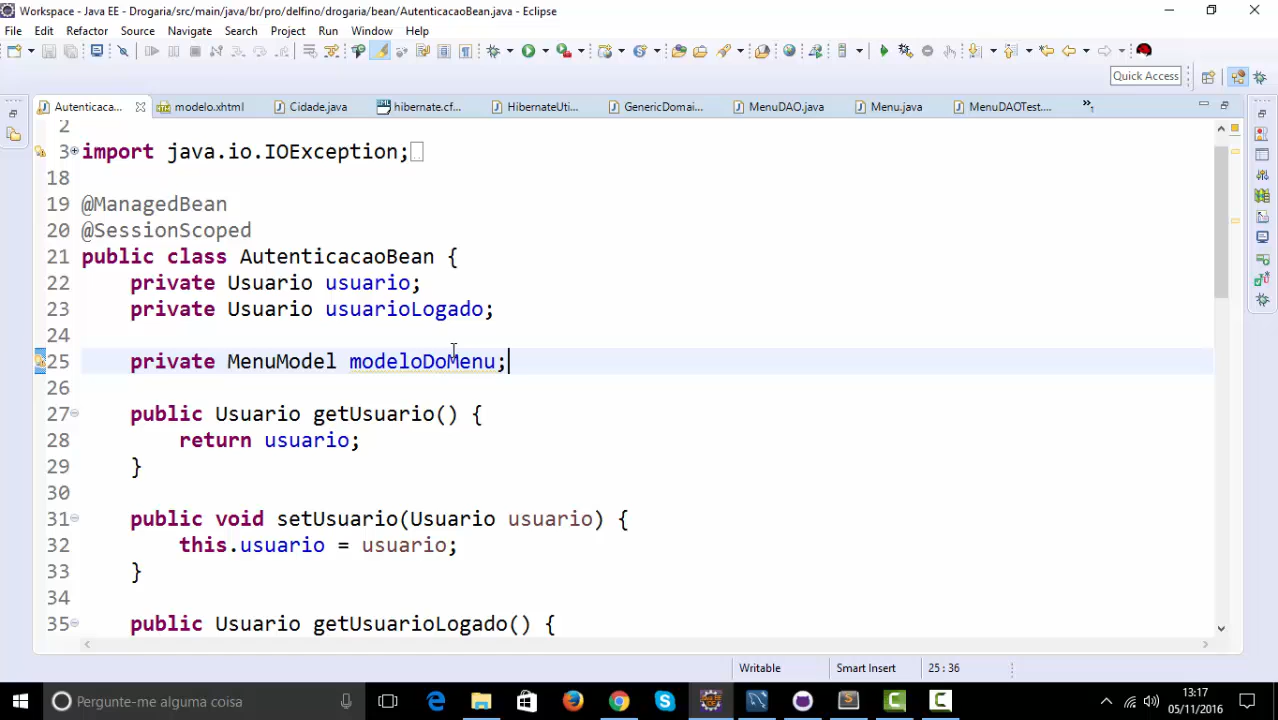 Workspace - Java EE - Drogaria/src/main/java/br/pro/delfino/drogaria/bean/AutenticacaoBean.java - Eclipse
File Edit Refactor Source Navigate Search Project Run Window Help
Quick Access
Autenticaca... modelo.xhtml Cidade.java hibernate.cf... HibernateUti... GenericDomai... MenuDAO.java Menu.java MenuDAOTest.... »1
2
3 import java.io.IOException;
18
19 @ManagedBean
20 @SessionScoped
21 public class AutenticacaoBean {
22 private Usuario usuario;
23 private Usuario usuarioLogado;
24
25 private MenuModel modeloDoMenu;
26
27 public Usuario getUsuario() {
28 return usuario;
29 }
30
31 public void setUsuario(Usuario usuario) {
32 this.usuario = usuario;
33 }
34
35 public Usuario getUsuarioLogado() {
Writable Smart Insert 25 : 36
Pergunte-me alguma coisa
13:17
05/11/2016